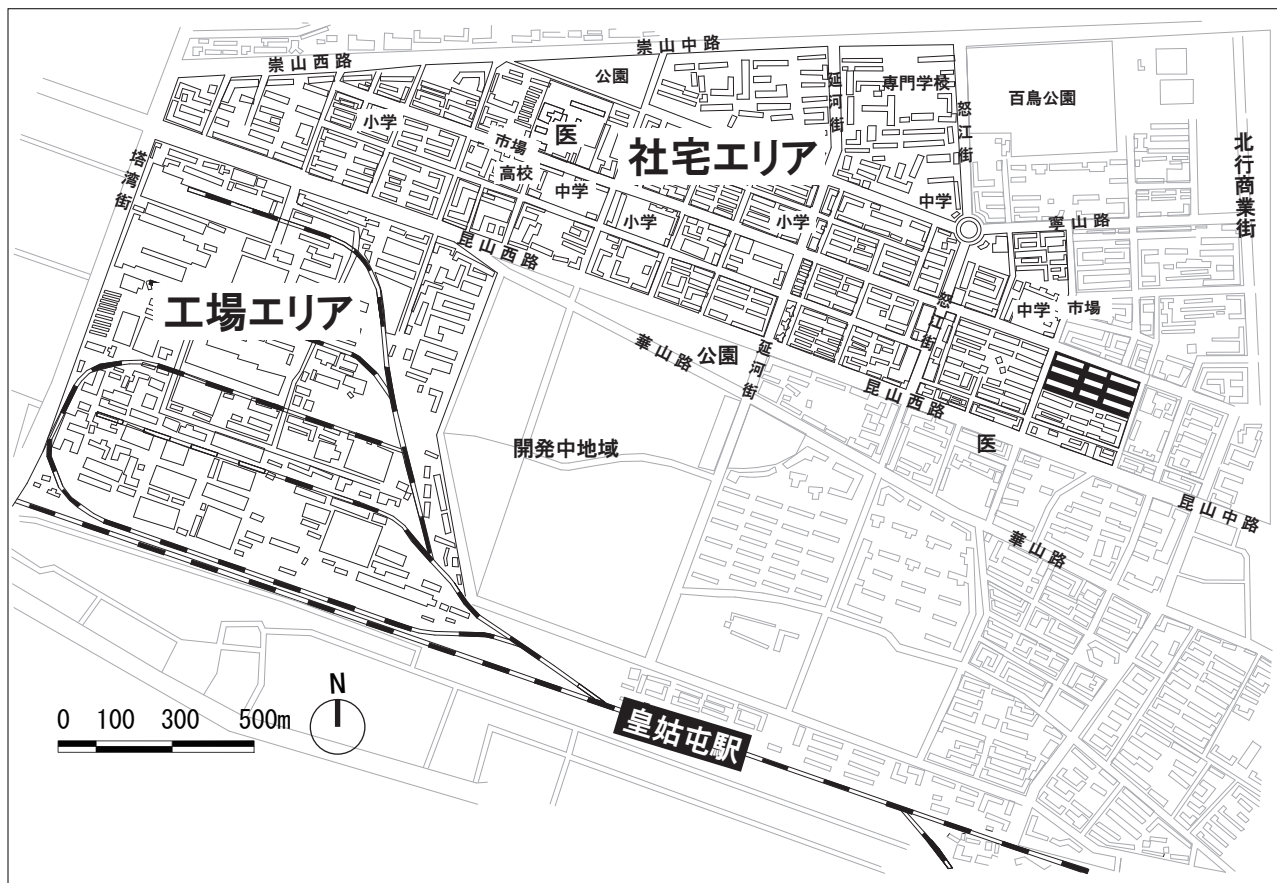 崇山中路
崇山西路
公園
延河街
専門学校
怒江街
百鳥公園
北行商業街
小学
市場
医
社宅エリア
高校
中学
塔湾街
小学
小学
中学
寧山路
昆山西路
工場エリア
怒江街
中学
市場
華山路
公園
延河街
昆山西路
開発中地域
医
昆山中路
華山路
N
0 100 300 500m
皇姑屯駅